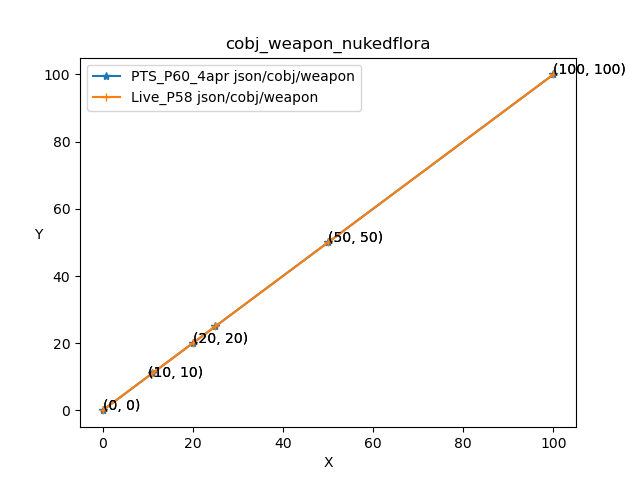 cobj_weapon_nukedflora
PTS_P60_4apr json/cobj/weapon
Live_P58 json/cobj/weapon
(100, 100)
(50, 50)
(20, 20)
(10, 10)
(0, 0)
100
80
60
40
20
0
Y
0 20 40 60 80 100
X